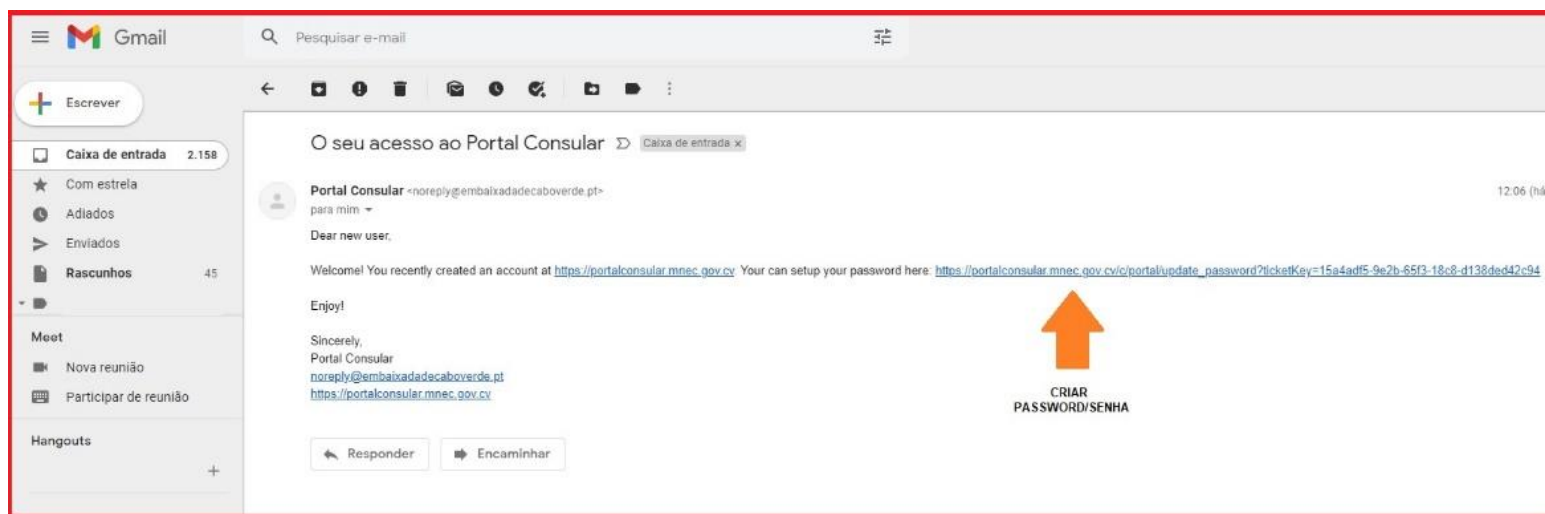 Gmail
Pesquisar e-mail
Escrever
Caixa de entrada 2.158
Com estrela
Adiados
Enviados
Rascunhos 45
Meet
Nova reunião
Participar de reunião
Hangouts
+
O seu acesso ao Portal Consular Caixa de entrada x
Portal Consular <noreply@embaixadadecaboverde.pt> 12:06 (há
para mim
Dear new user,
Welcome! You recently created an account at https://portalconsular.mnec.gov.cv. Your can setup your password here: https://portalconsular.mnec.gov.cv/c/portal/update_password?ticketKey=15a4adf5-9e2b-65f3-18c8-d138ded42c94
Enjoy!
Sincerely,
Portal Consular
noreply@embaixadadecaboverde.pt
https://portalconsular.mnec.gov.cv
CRIAR
PASSWORD/SENHA
Responder Encaminhar